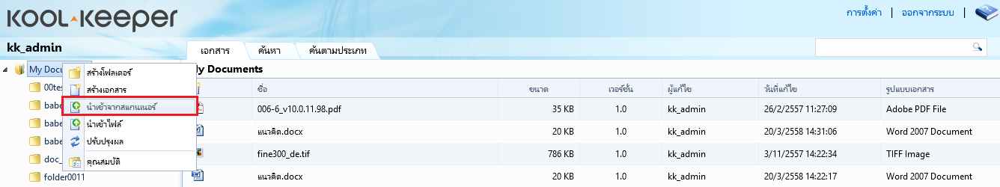 KOOL-KEEPER
การตั้งค่า | ออกจากระบบ
kk_admin
เอกสาร ค้นหา ค้นตามประเภท
My Docu
สร้างโฟลเดอร์
สร้างเอกสาร
นำเข้าจากสแกนเนอร์
นำเข้าไฟล์
ปรับปรุงผล
คุณสมบัติ
00tes
babe
babe
babe
doc_
folder0011
My Documents
ชื่อ ขนาด เวอร์ชั่น ผู้แก้ไข วันที่แก้ไข รูปแบบเอกสาร
006-6_v10.0.11.98.pdf 35 KB 1.0 kk_admin 26/2/2557 11:27:09 Adobe PDF File
แนวคิด.docx 20 KB 1.0 kk_admin 20/3/2558 14:31:06 Word 2007 Document
fine300_de.tif 786 KB 1.0 kk_admin 3/11/2557 14:22:34 TIFF Image
แนวคิด.docx 20 KB 1.0 kk_admin 20/3/2558 14:22:17 Word 2007 Document